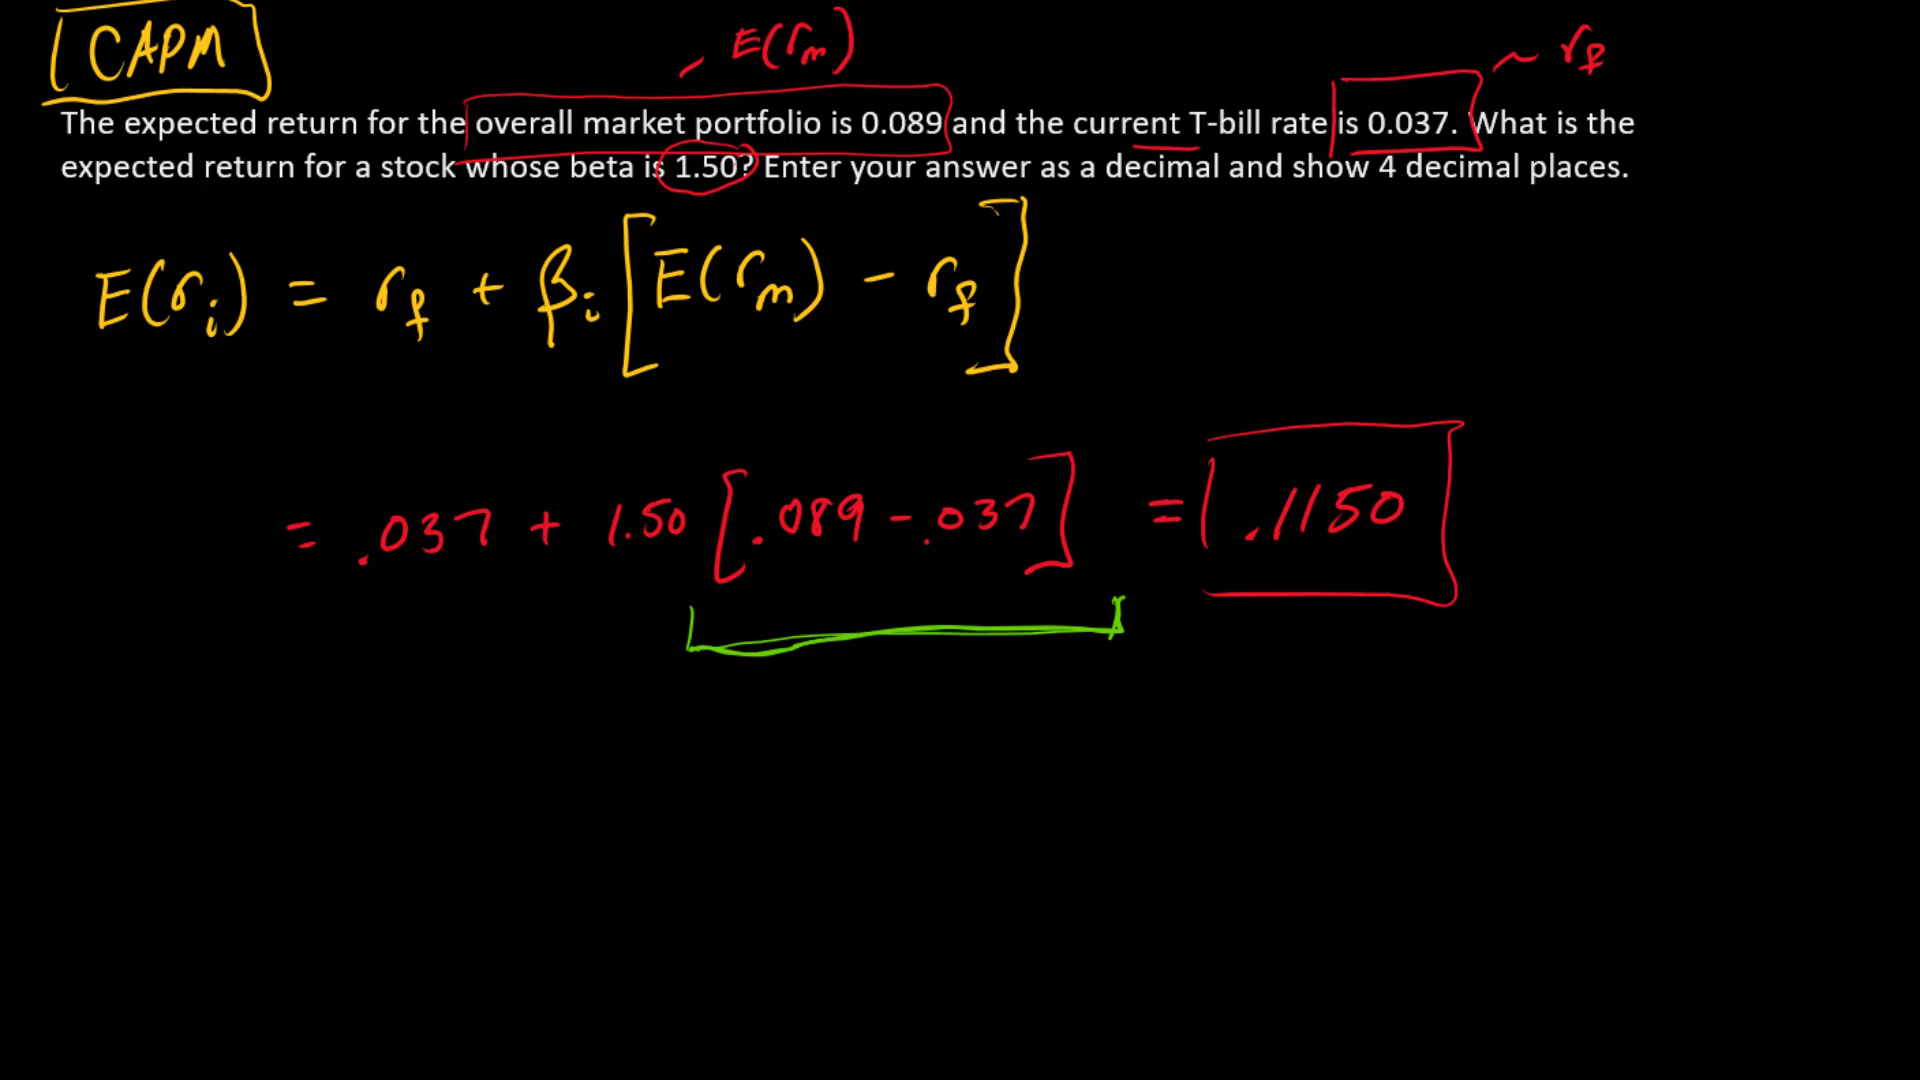 CAPM
E(rm)
~ rf
The expected return for the overall market portfolio is 0.089 and the current T-bill rate is 0.037. What is the
expected return for a stock whose beta is 1.50? Enter your answer as a decimal and show 4 decimal places.
E(ri) = rf + βi [E(rm) - rf]
= .037 + 1.50 [.089 - .037] = .1150